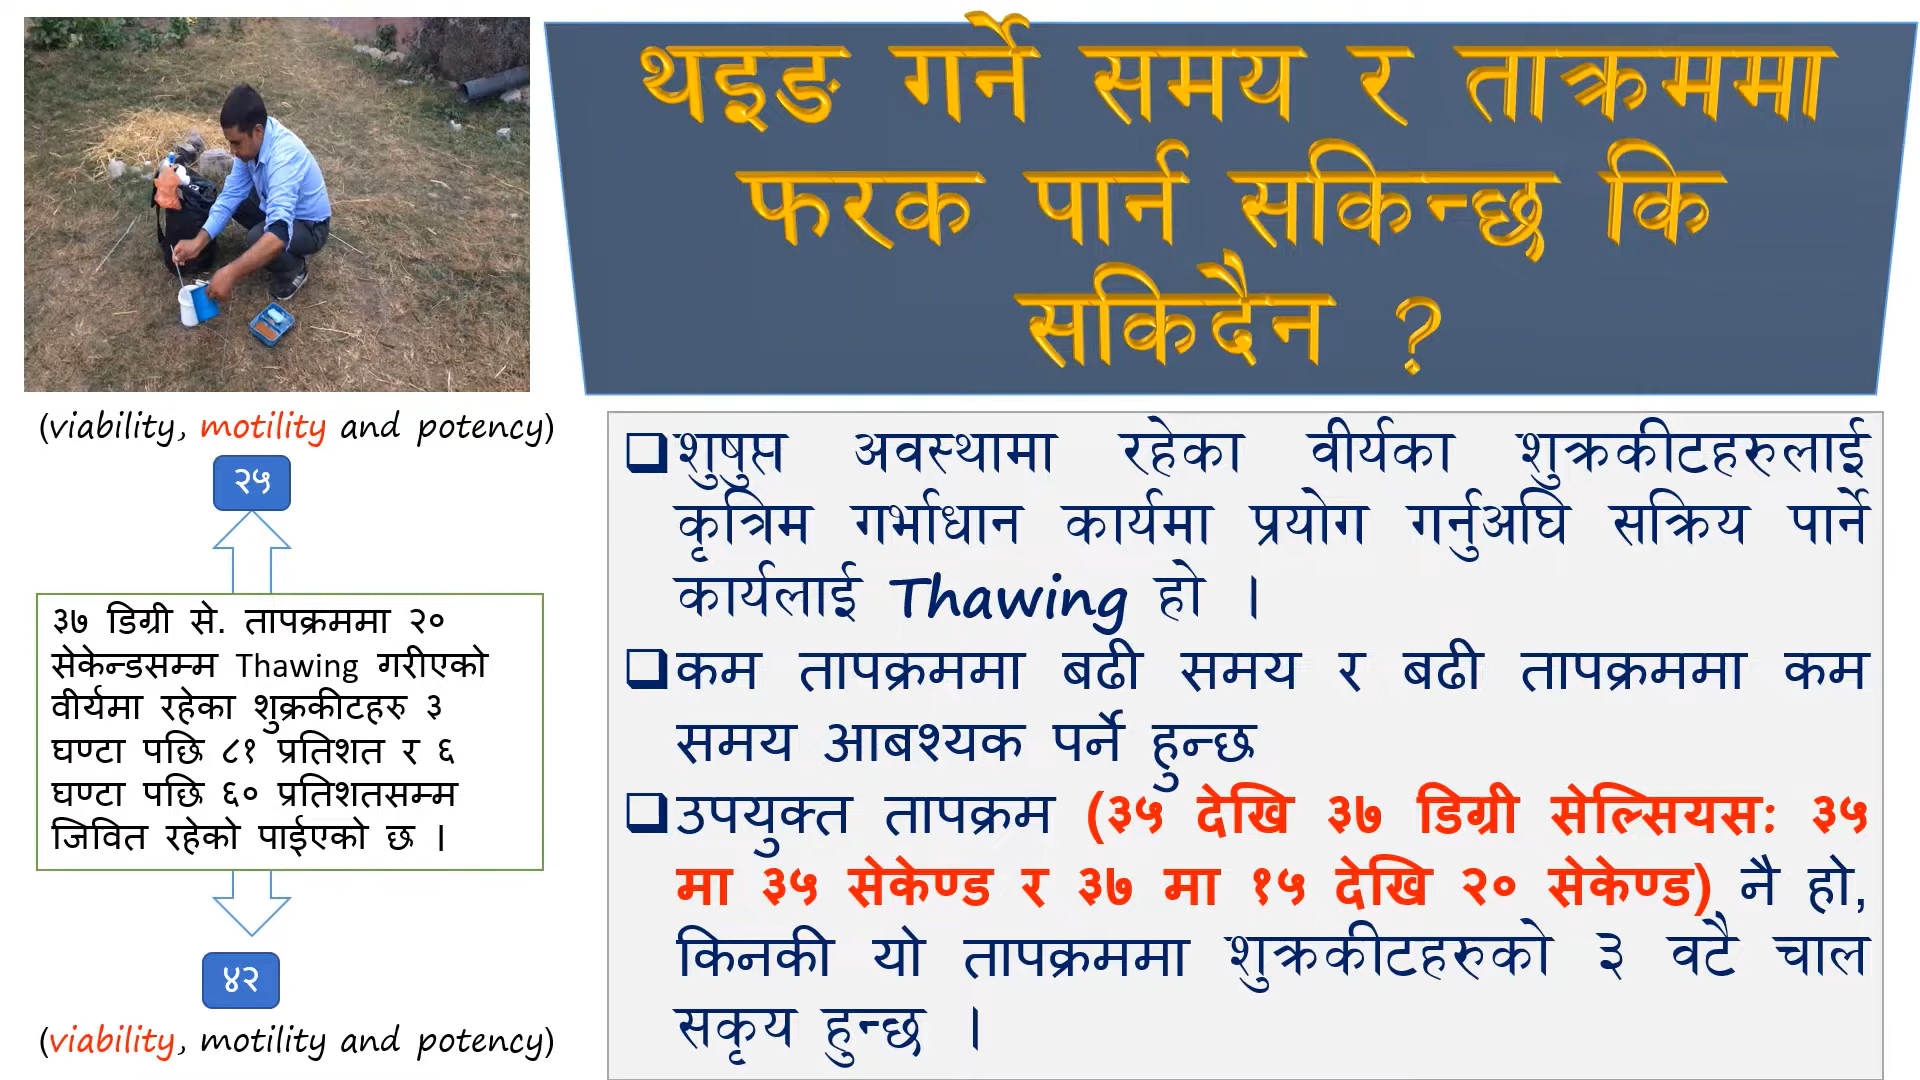 थइङ गर्ने समय र ताक्रममा
फरक पार्न सकिन्छ कि
सकिदैन ?
(viability, motility and potency)
२५
३७ डिग्री से. तापक्रममा २०
सेकेन्डसम्म Thawing गरीएको
वीर्यमा रहेका शुक्रकीटहरु ३
घण्टा पछि ८१ प्रतिशत र ६
घण्टा पछि ६० प्रतिशतसम्म
जिवित रहेको पाईएको छ ।
४२
(viability, motility and potency)
❑शुषुप्त अवस्थामा रहेका वीर्यका शुक्रकीटहरुलाई
कृत्रिम गर्भाधान कार्यमा प्रयोग गर्नुअघि सक्रिय पार्ने
कार्यलाई Thawing हो ।
❑कम तापक्रममा बढी समय र बढी तापक्रममा कम
समय आबश्यक पर्ने हुन्छ
❑उपयुक्त तापक्रम (३५ देखि ३७ डिग्री सेल्सियस: ३५
मा ३५ सेकेण्ड र ३७ मा १५ देखि २० सेकेण्ड) नै हो,
किनकी यो तापक्रममा शुक्रकीटहरुको ३ वटै चाल
सकृय हुन्छ ।